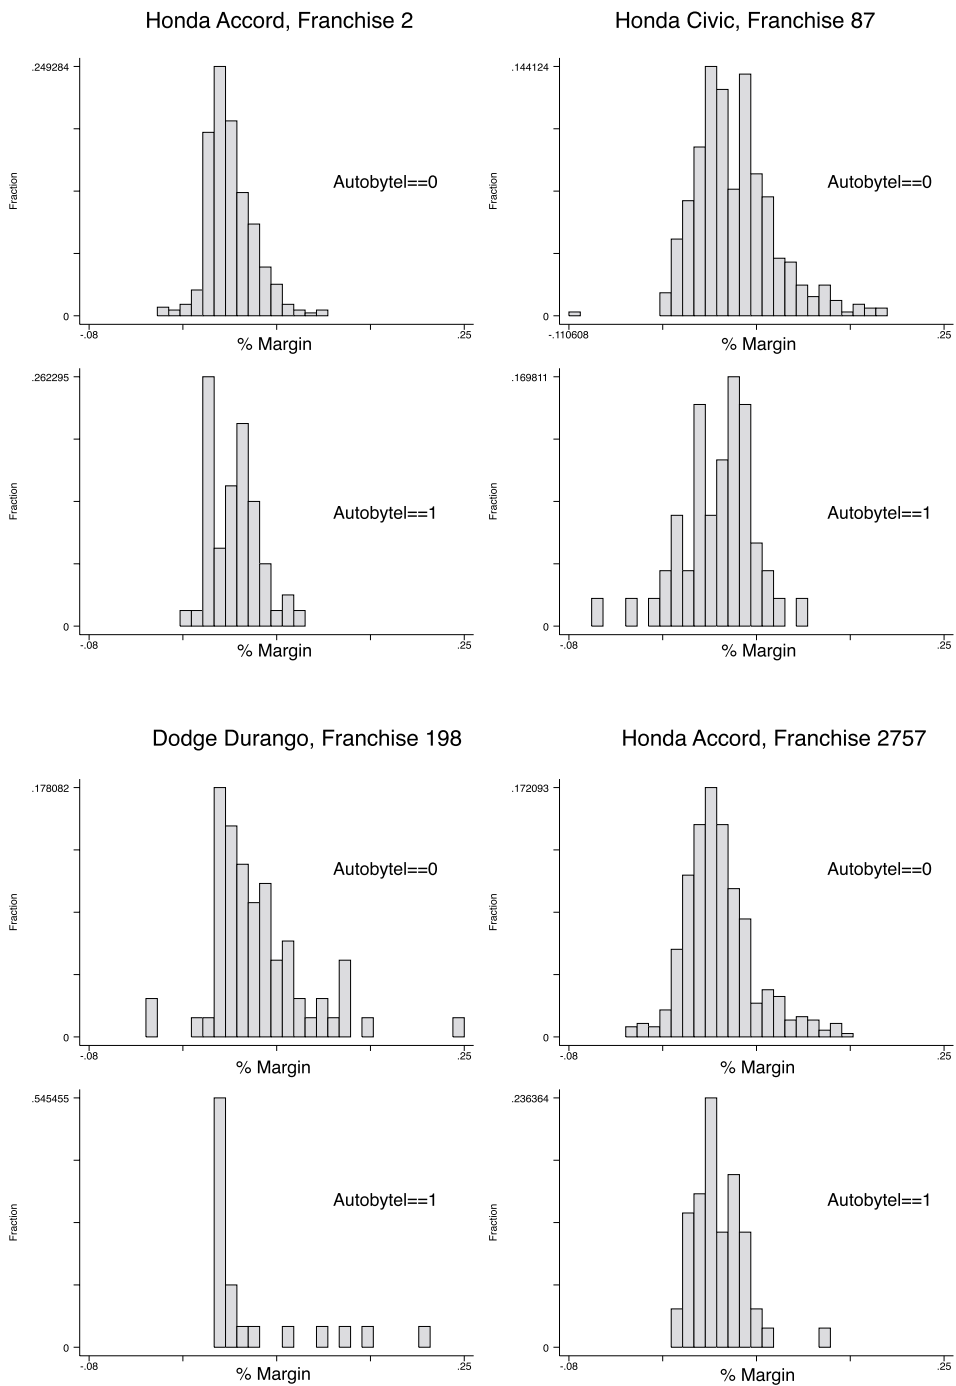 Honda Accord, Franchise 2
.249284
Fraction
Autobytel==0
0
-.08
.25
% Margin
.262295
Fraction
Autobytel==1
0
-.08
.25
% Margin
Honda Civic, Franchise 87
.144124
Fraction
Autobytel==0
0
-.110608
.25
% Margin
.169811
Fraction
Autobytel==1
0
-.08
.25
% Margin
Dodge Durango, Franchise 198
.178082
Fraction
Autobytel==0
0
-.08
.25
% Margin
.545455
Fraction
Autobytel==1
0
-.08
.25
% Margin
Honda Accord, Franchise 2757
.172093
Fraction
Autobytel==0
0
-.08
.25
% Margin
.236364
Fraction
Autobytel==1
0
-.08
.25
% Margin